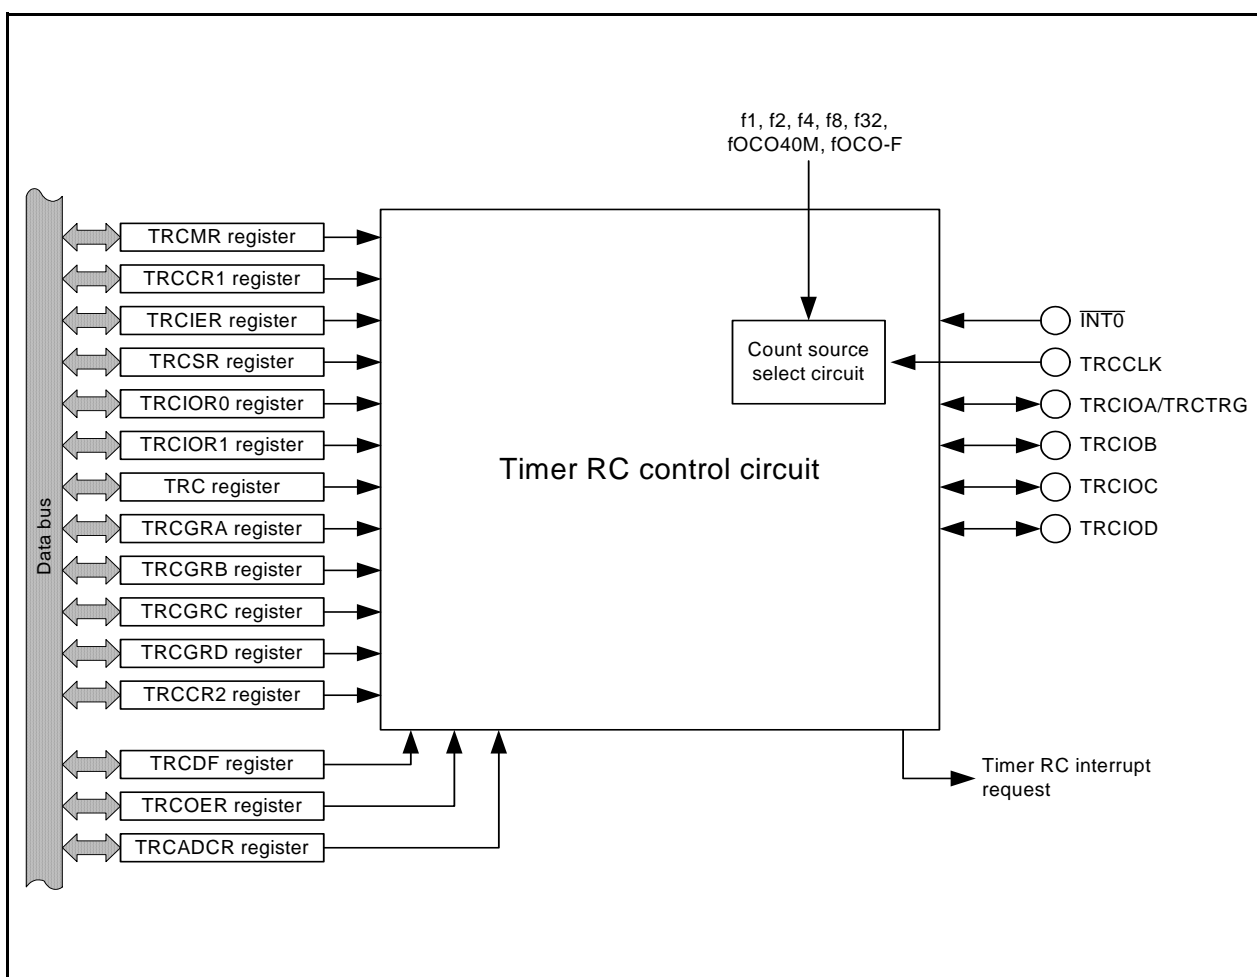 f1, f2, f4, f8, f32,
fOCO40M, fOCO-F
Data bus
TRCMR register
TRCCR1 register
TRCIER register
TRCSR register
TRCIOR0 register
TRCIOR1 register
TRC register
TRCGRA register
TRCGRB register
TRCGRC register
TRCGRD register
TRCCR2 register
TRCDF register
TRCOER register
TRCADCR register
Timer RC control circuit
Count source
select circuit
I̅N̅T̅0̅
TRCCLK
TRCIOA/TRCTRG
TRCIOB
TRCIOC
TRCIOD
Timer RC interrupt
request